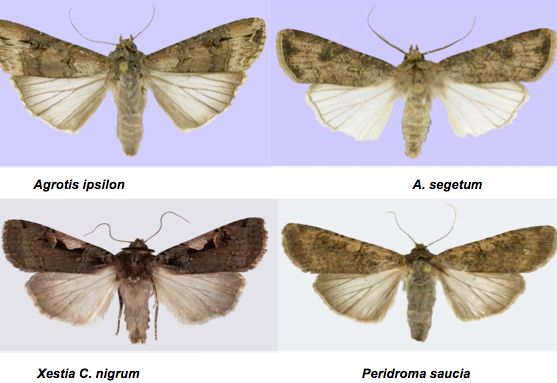 Agrotis ipsilon
A. segetum
Xestia C. nigrum
Peridroma saucia